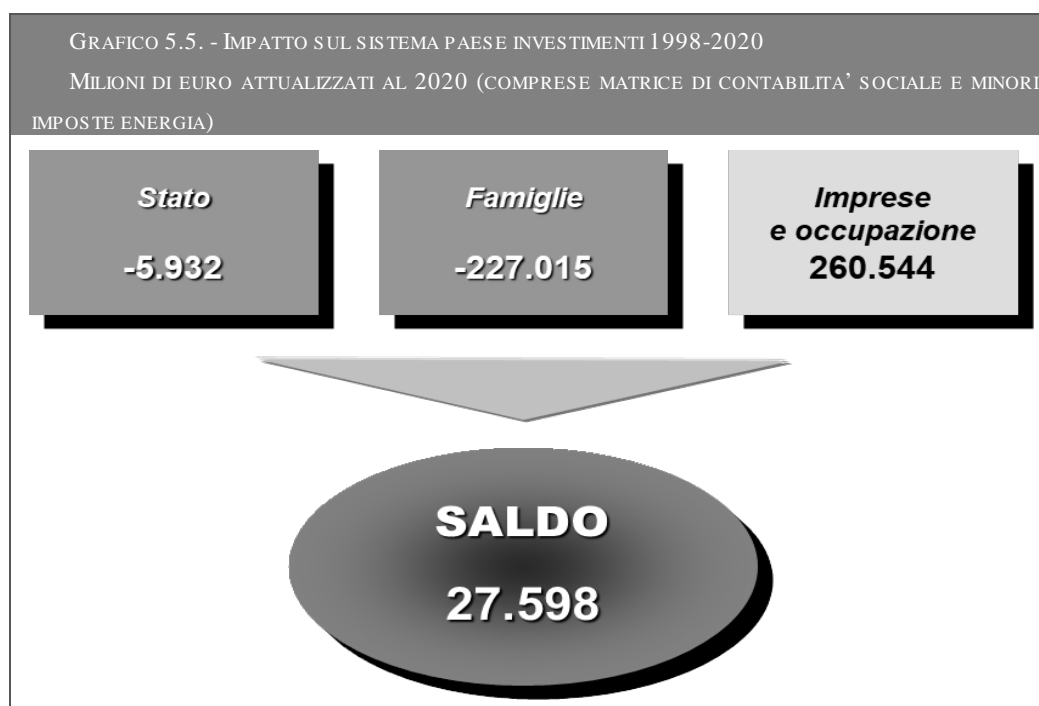 GRAFICO 5.5. - IMPATTO SUL SISTEMA PAESE INVESTIMENTI 1998-2020
MILIONI DI EURO ATTUALIZZATI AL 2020 (COMPRESE MATRICE DI CONTABILITA’ SOCIALE E MINORI
IMPOSTE ENERGIA)
Stato
-5.932
Famiglie
-227.015
Imprese
e occupazione
260.544
SALDO
27.598